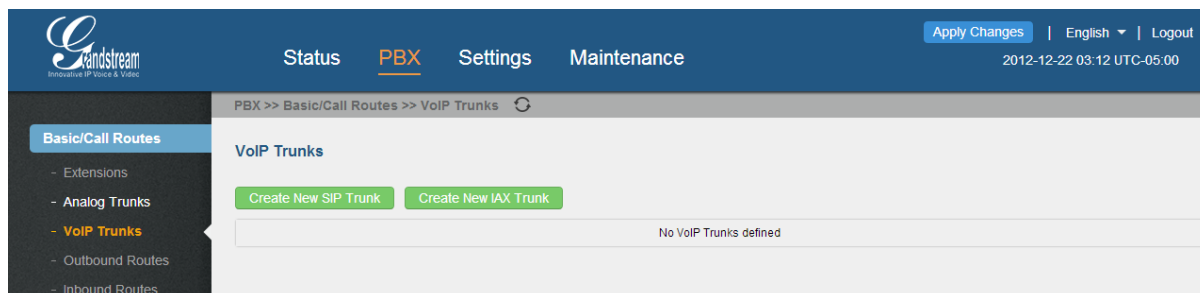 Grandstream
Innovative IP Voice & Video
Status PBX Settings Maintenance
Apply Changes | English | Logout
2012-12-22 03:12 UTC-05:00
PBX >> Basic/Call Routes >> VoIP Trunks
Basic/Call Routes
- Extensions
- Analog Trunks
- VoIP Trunks
- Outbound Routes
- Inbound Routes
VoIP Trunks
Create New SIP Trunk Create New IAX Trunk
No VoIP Trunks defined